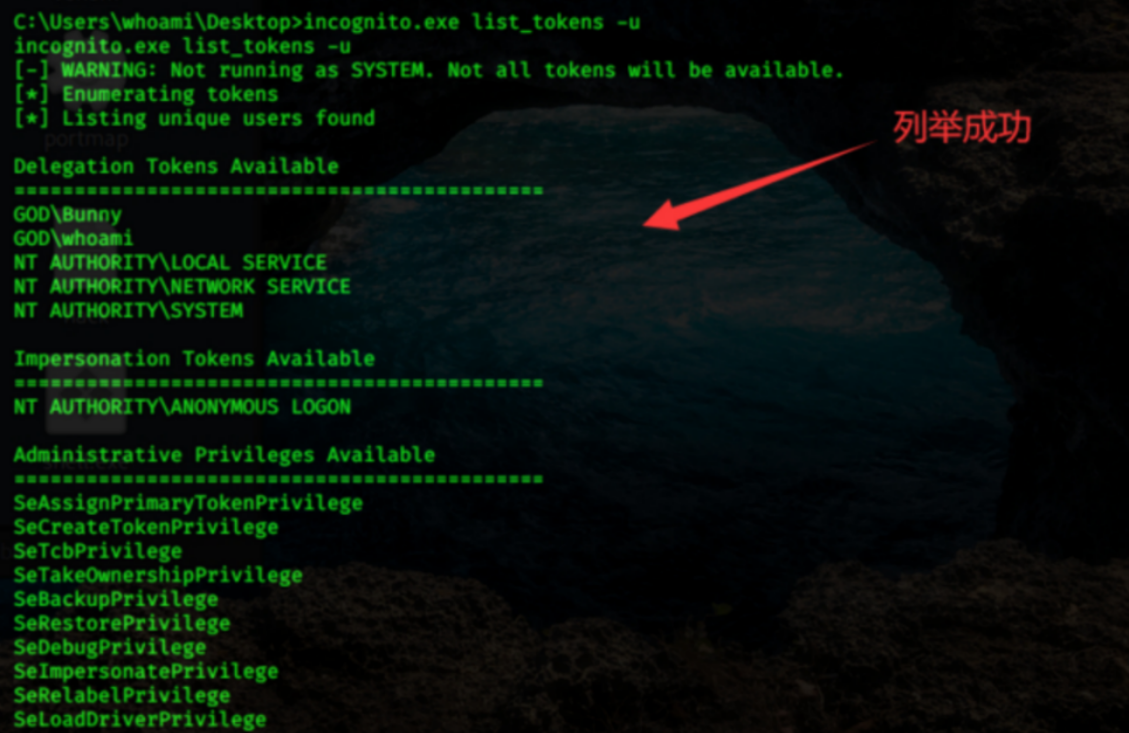 C:\Users\whoami\Desktop>incognito.exe list_tokens -u
incognito.exe list_tokens -u
[-] WARNING: Not running as SYSTEM. Not all tokens will be available.
[*] Enumerating tokens
[*] Listing unique users found
列举成功
portmap
Delegation Tokens Available
============================================
GOD\Bunny
GOD\whoami
NT AUTHORITY\LOCAL SERVICE
NT AUTHORITY\NETWORK SERVICE
NT AUTHORITY\SYSTEM
Impersonation Tokens Available
============================================
NT AUTHORITY\ANONYMOUS LOGON
Administrative Privileges Available
============================================
SeAssignPrimaryTokenPrivilege
SeCreateTokenPrivilege
SeTcbPrivilege
SeTakeOwnershipPrivilege
SeBackupPrivilege
SeRestorePrivilege
SeDebugPrivilege
SeImpersonatePrivilege
SeRelabelPrivilege
SeLoadDriverPrivilege